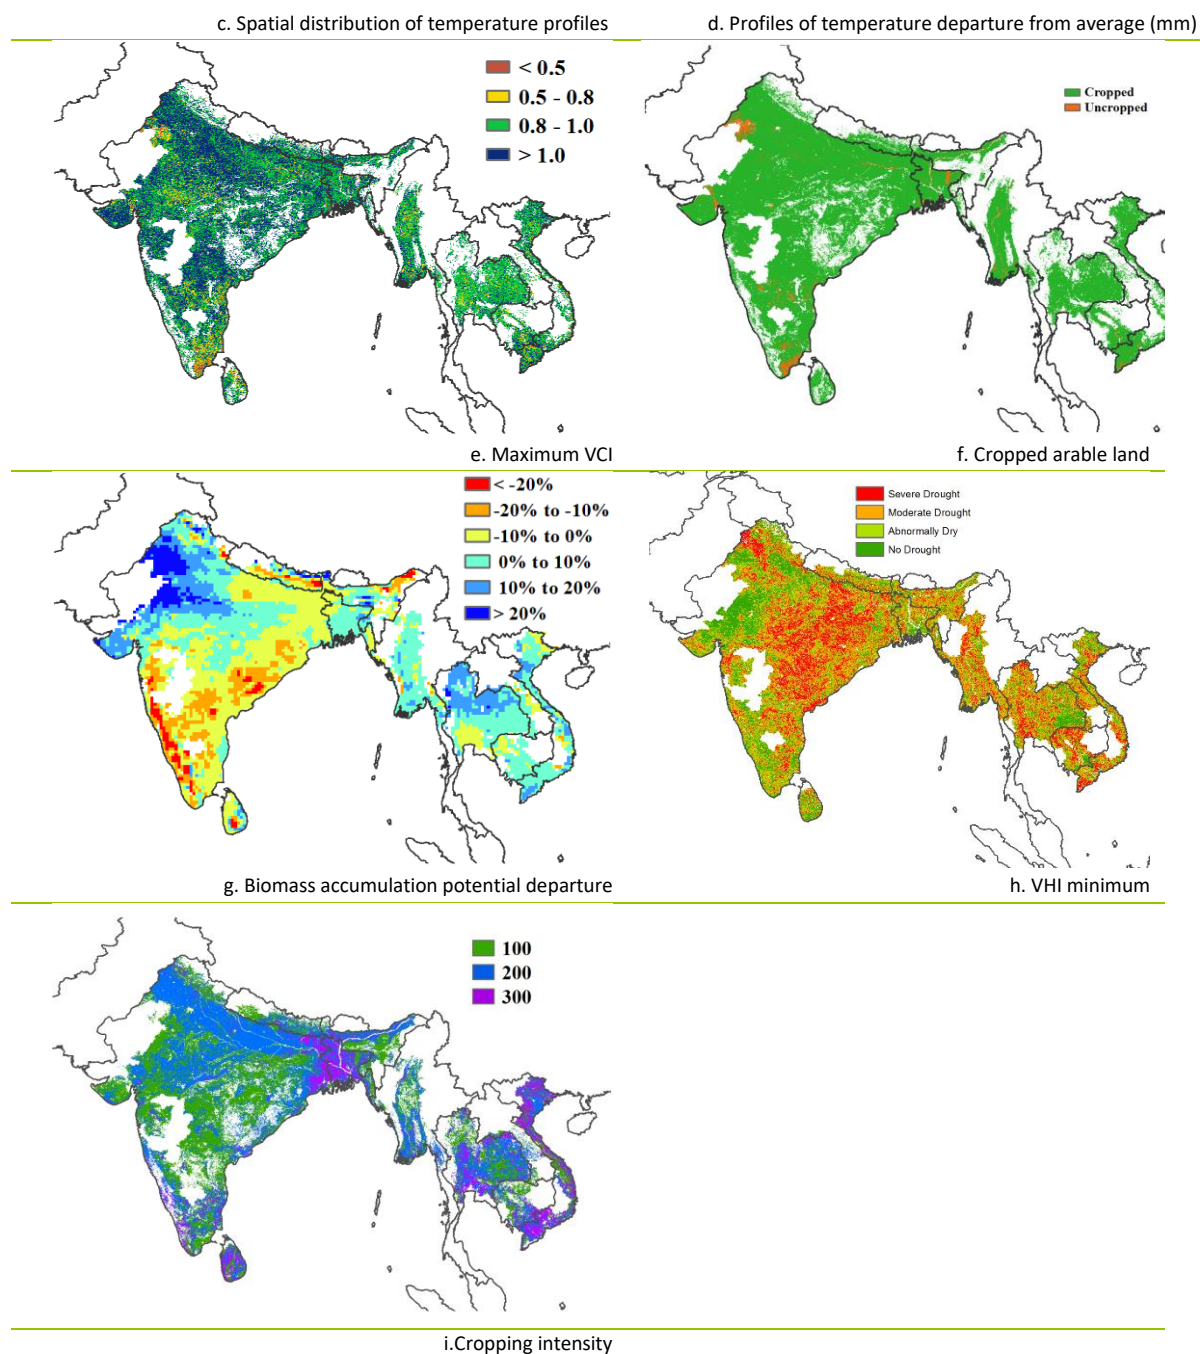 c. Spatial distribution of temperature profiles
d. Profiles of temperature departure from average (mm)
< 0.5
0.5 - 0.8
0.8 - 1.0
> 1.0
Cropped
Uncropped
e. Maximum VCI
f. Cropped arable land
< -20%
-20% to -10%
-10% to 0%
0% to 10%
10% to 20%
> 20%
Severe Drought
Moderate Drought
Abnormally Dry
No Drought
g. Biomass accumulation potential departure
h. VHI minimum
100
200
300
i.Cropping intensity